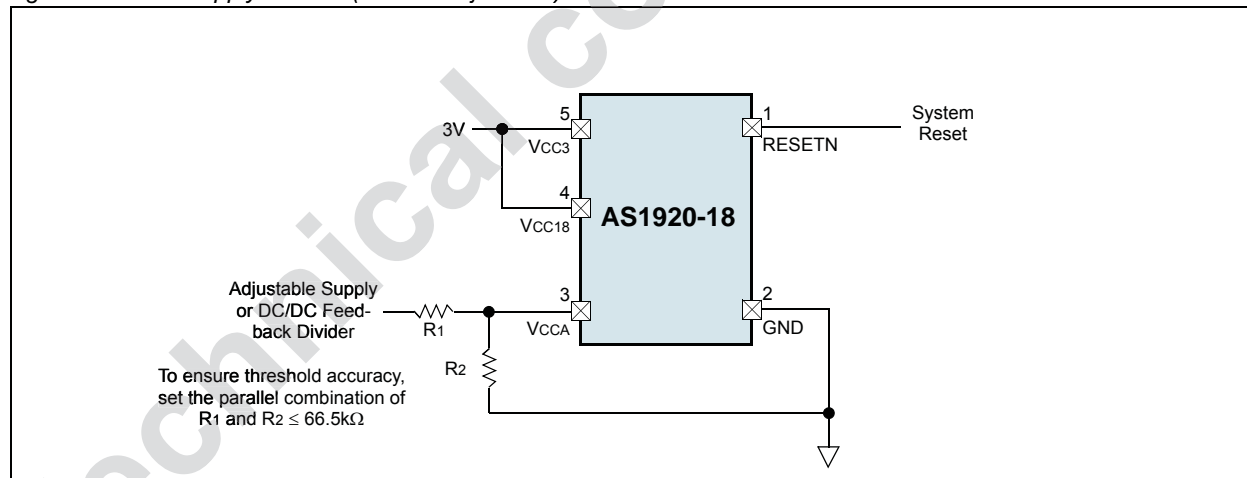 5
1
System
Reset
3V
VCC3
RESETN
4
AS1920-18
VCC18
Adjustable Supply
or DC/DC Feed-
back Divider
3
2
R1
VCCA
GND
To ensure threshold accuracy,
set the parallel combination of
R1 and R2 ≤ 66.5kΩ
R2